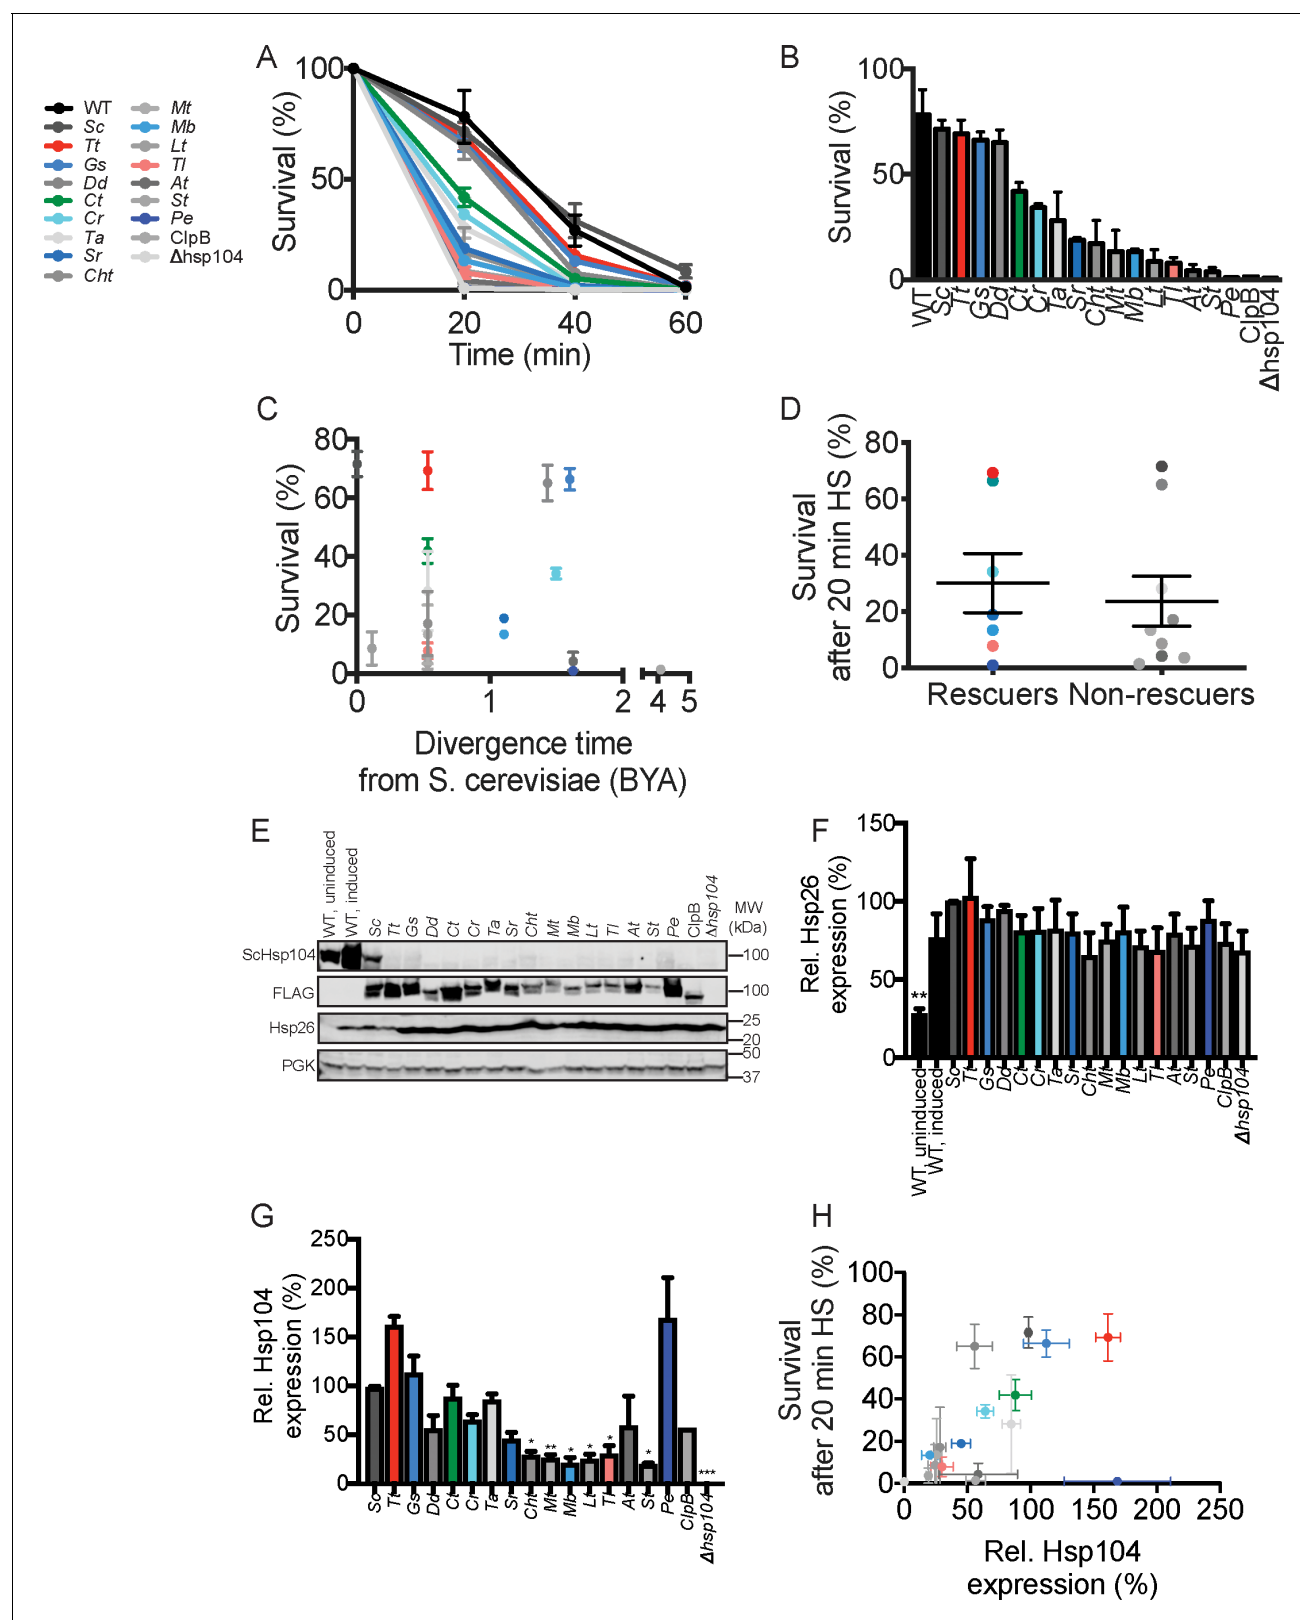 A
Survival (%)
100
50
0
0 20 40 60
Time (min)
WT
Sc
Tt
Gs
Dd
Ct
Cr
Ta
Sr
Cht
Mt
Mb
Lt
Tl
At
St
Pe
ClpB
Δhsp104
B
Survival (%)
100
50
0
WT Sc Tt Gs Dd Ct Cr Ta Sr Cht Mt Mb Lt Tl At St Pe ClpB Δhsp104
C
Survival (%)
80
60
40
20
0
0 1 2 4 5
Divergence time
from S. cerevisiae (BYA)
D
Survival
after 20 min HS (%)
80
60
40
20
0
Rescuers Non-rescuers
E
WT, uninduced WT, induced Sc Tt Gs Dd Ct Cr Ta Sr Cht Mt Mb Lt Tl At St Pe ClpB Δhsp104
MW
(kDa)
ScHsp104 100
FLAG 100
Hsp26 25
20
PGK 50
37
F
Rel. Hsp26
expression (%)
150
100
50
0
**
WT, uninduced WT, induced Sc Tt Gs Dd Ct Cr Ta Sr Cht Mt Mb Lt Tl At St Pe ClpB Δhsp104
G
Rel. Hsp104
expression (%)
250
200
150
100
50
0
* ** * * * * ***
Sc Tt Gs Dd Ct Cr Ta Sr Cht Mt Mb Lt Tl At St Pe ClpB Δhsp104
H
Survival
after 20 min HS (%)
100
80
60
40
20
0
0 50 100 150 200 250
Rel. Hsp104
expression (%)